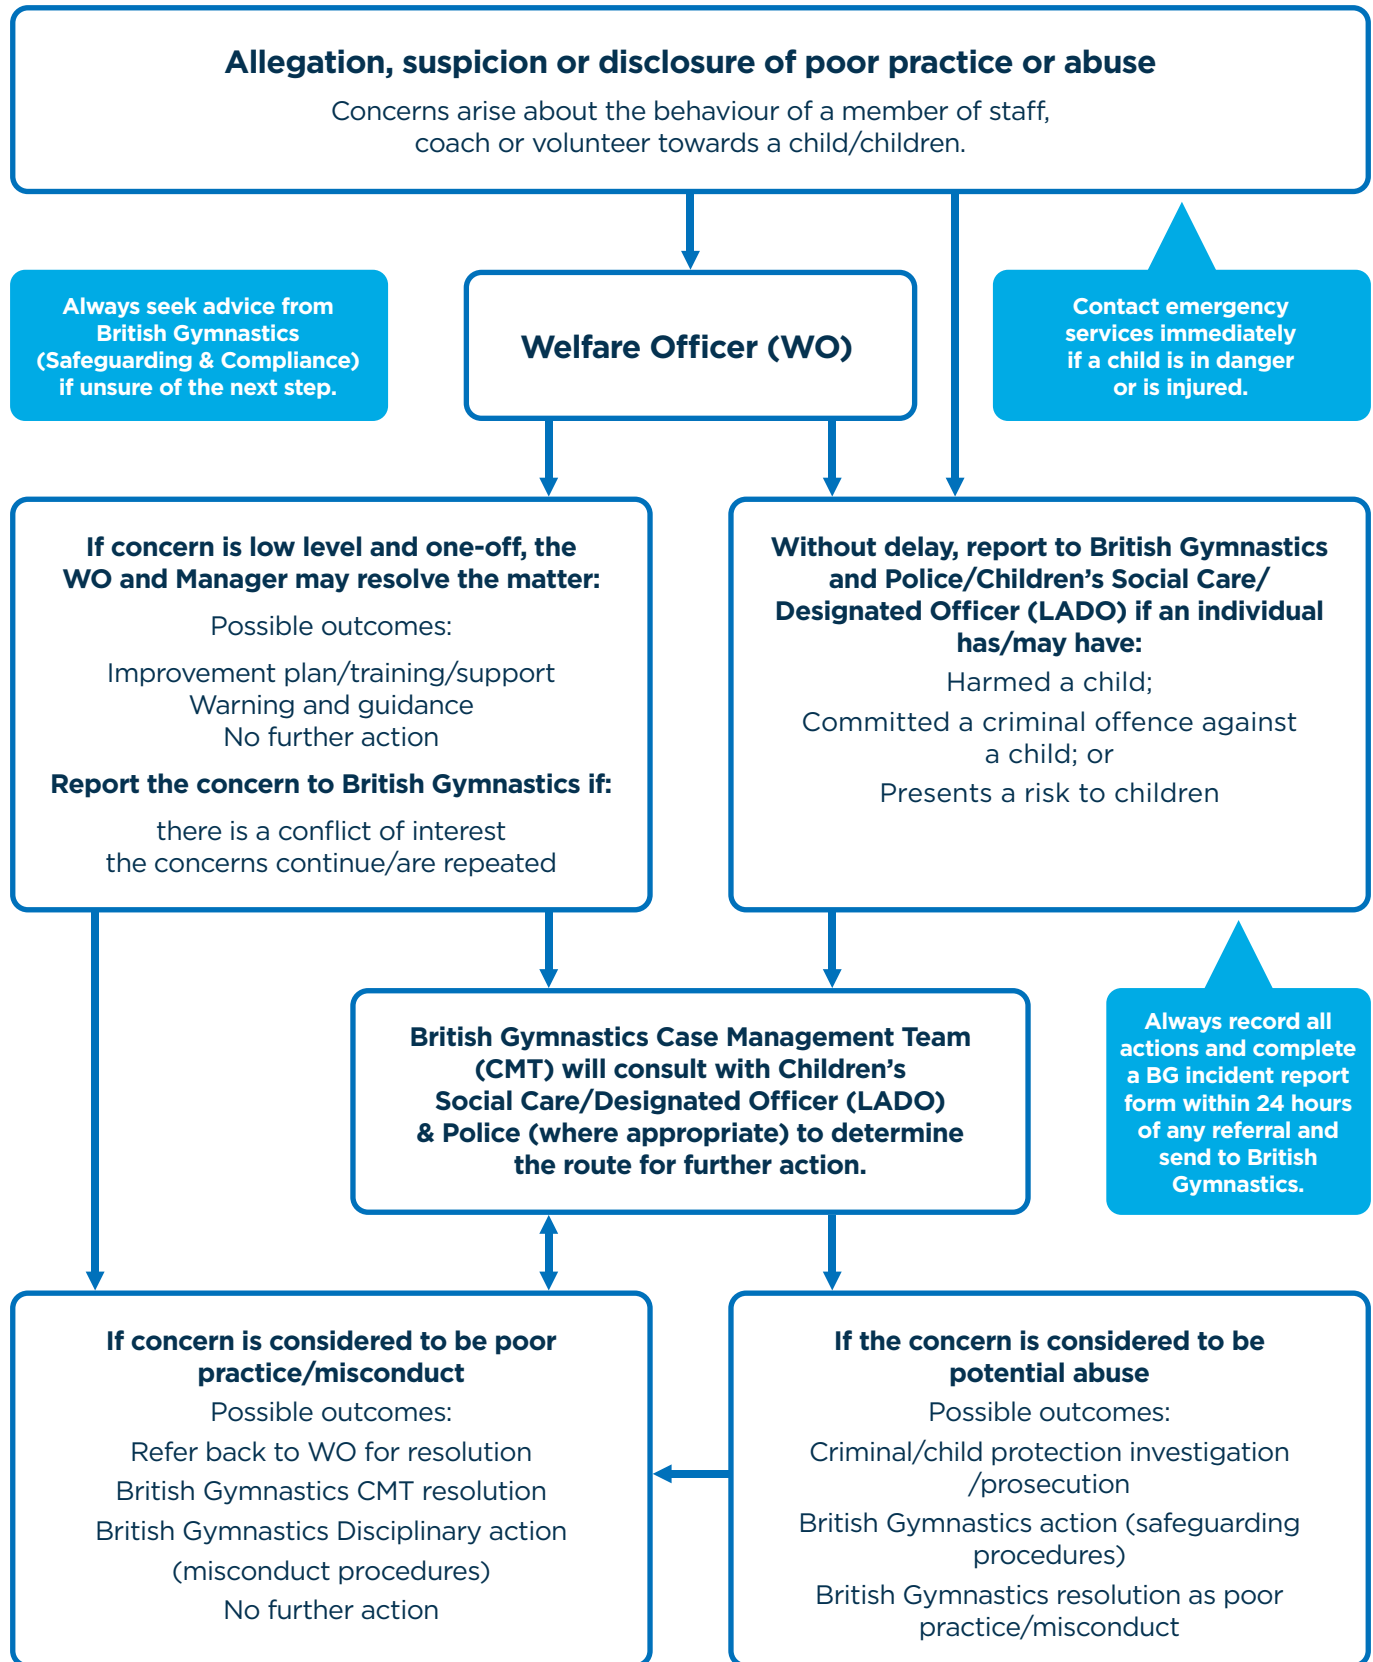 Allegation, suspicion or disclosure of poor practice or abuse
Concerns arise about the behaviour of a member of staff,
coach or volunteer towards a child/children.
Always seek advice from
British Gymnastics
(Safeguarding & Compliance)
if unsure of the next step.
Welfare Officer (WO)
Contact emergency
services immediately
if a child is in danger
or is injured.
If concern is low level and one-off, the
WO and Manager may resolve the matter:
Possible outcomes:
Improvement plan/training/support
Warning and guidance
No further action
Report the concern to British Gymnastics if:
there is a conflict of interest
the concerns continue/are repeated
Without delay, report to British Gymnastics
and Police/Children’s Social Care/
Designated Officer (LADO) if an individual
has/may have:
Harmed a child;
Committed a criminal offence against
a child; or
Presents a risk to children
British Gymnastics Case Management Team
(CMT) will consult with Children’s
Social Care/Designated Officer (LADO)
& Police (where appropriate) to determine
the route for further action.
Always record all
actions and complete
a BG incident report
form within 24 hours
of any referral and
send to British
Gymnastics.
If concern is considered to be poor
practice/misconduct
Possible outcomes:
Refer back to WO for resolution
British Gymnastics CMT resolution
British Gymnastics Disciplinary action
(misconduct procedures)
No further action
If the concern is considered to be
potential abuse
Possible outcomes:
Criminal/child protection investigation
/prosecution
British Gymnastics action (safeguarding
procedures)
British Gymnastics resolution as poor
practice/misconduct